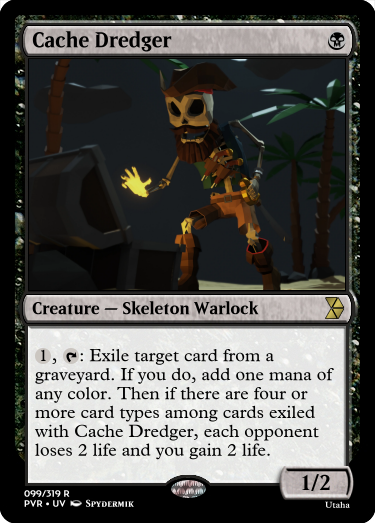 Cache Dredger
Creature — Skeleton Warlock
1 , : Exile target card from a
graveyard. If you do, add one mana of
any color. Then if there are four or
more card types among cards exiled
with Cache Dredger, each opponent
loses 2 life and you gain 2 life.
1/2
099/319 R
PVR • UV Spydermik
Utaha